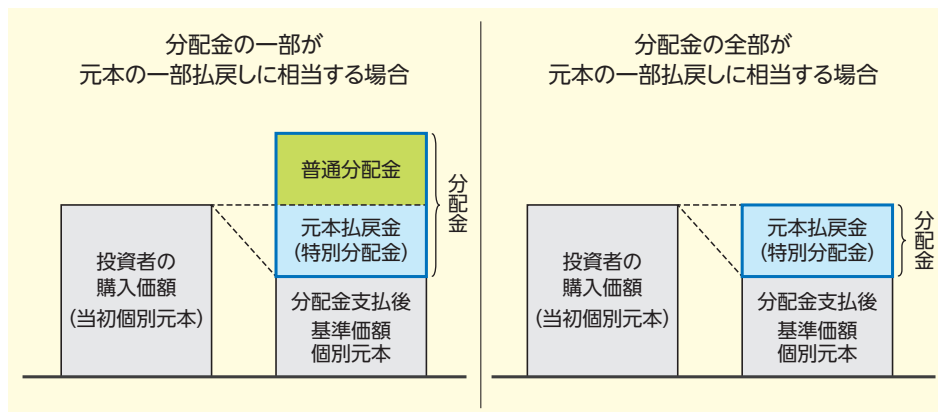 分配金の一部が
元本の一部払戻しに相当する場合
普通分配金
元本払戻金
(特別分配金)
分配金
投資者の
購入価額
(当初個別元本)
分配金支払後
基準価額
個別元本
分配金の全部が
元本の一部払戻しに相当する場合
元本払戻金
(特別分配金)
分配金
投資者の
購入価額
(当初個別元本)
分配金支払後
基準価額
個別元本